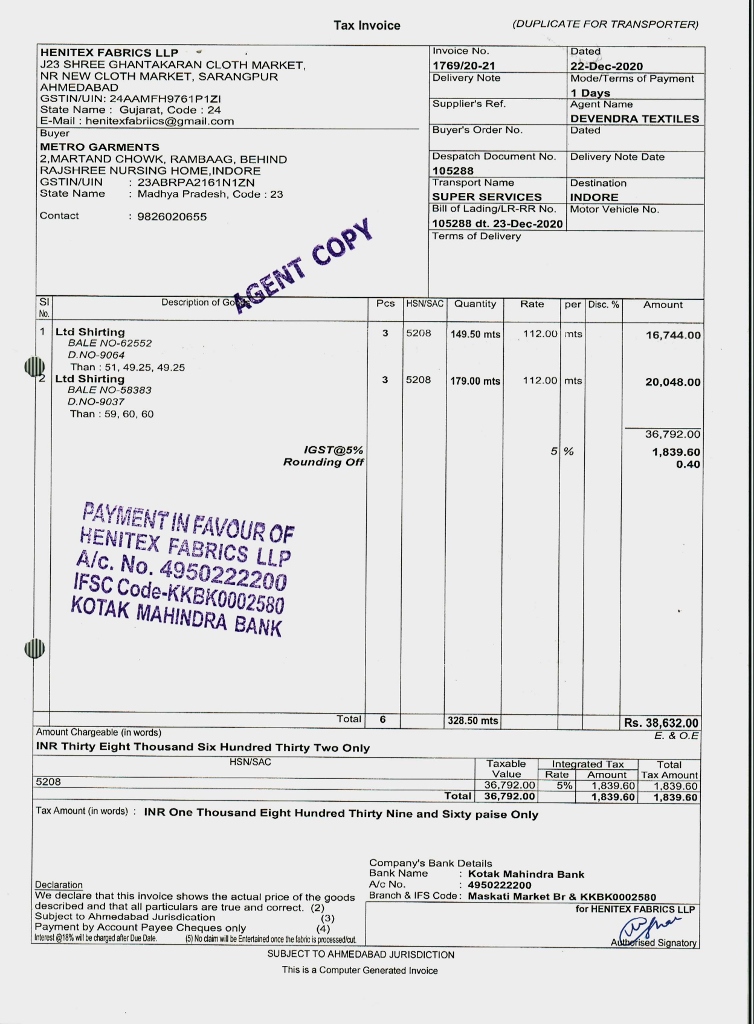 Tax Invoice
(DUPLICATE FOR TRANSPORTER)
HENITEX FABRICS LLP
J23 SHREE GHANTAKARAN CLOTH MARKET,
NR NEW CLOTH MARKET, SARANGPUR
AHMEDABAD
GSTIN/UIN: 24AAMFH9761P1ZI
State Name : Gujarat, Code : 24
E-Mail : henitexfabriics@gmail.com
Buyer
METRO GARMENTS
2,MARTAND CHOWK, RAMBAAG, BEHIND
RAJSHREE NURSING HOME,INDORE
GSTIN/UIN : 23ABRPA2161N1ZN
State Name : Madhya Pradesh, Code : 23
Contact : 9826020655
Invoice No. Dated
1769/20-21 22-Dec-2020
Delivery Note Mode/Terms of Payment
1 Days
Supplier's Ref. Agent Name
DEVENDRA TEXTILES
Buyer's Order No. Dated
Despatch Document No. Delivery Note Date
105288
Transport Name Destination
SUPER SERVICES INDORE
Bill of Lading/LR-RR No. Motor Vehicle No.
105288 dt. 23-Dec-2020
Terms of Delivery
AGENT COPY
Sl No. Description of Goods Pcs HSN/SAC Quantity Rate per Disc. % Amount
1 Ltd Shirting 3 5208 149.50 mts 112.00 mts 16,744.00
BALE NO-62552
D.NO-9064
Than : 51, 49.25, 49.25
2 Ltd Shirting 3 5208 179.00 mts 112.00 mts 20,048.00
BALE NO-58383
D.NO-9037
Than : 59, 60, 60
36,792.00
IGST@5% 5 % 1,839.60
Rounding Off 0.40
PAYMENT IN FAVOUR OF
HENITEX FABRICS LLP
A/c. No. 4950222200
IFSC Code-KKBK0002580
KOTAK MAHINDRA BANK
Total 6 328.50 mts Rs. 38,632.00
Amount Chargeable (in words) E. & O.E
INR Thirty Eight Thousand Six Hundred Thirty Two Only
HSN/SAC Taxable Value Integrated Tax Rate Amount Total Tax Amount
5208 36,792.00 5% 1,839.60 1,839.60
Total 36,792.00 1,839.60 1,839.60
Tax Amount (in words) : INR One Thousand Eight Hundred Thirty Nine and Sixty paise Only
Company's Bank Details
Bank Name : Kotak Mahindra Bank
A/c No. : 4950222200
Branch & IFS Code : Maskati Market Br & KKBK0002580
Declaration
We declare that this invoice shows the actual price of the goods
described and that all particulars are true and correct. (2)
Subject to Ahmedabad Jurisdication (3)
Payment by Account Payee Cheques only (4)
Interest @18% will be charged after Due Date. (5) No claim will be Entertained once the fabric is processed/cut.
for HENITEX FABRICS LLP
Authorised Signatory
SUBJECT TO AHMEDABAD JURISDICTION
This is a Computer Generated Invoice